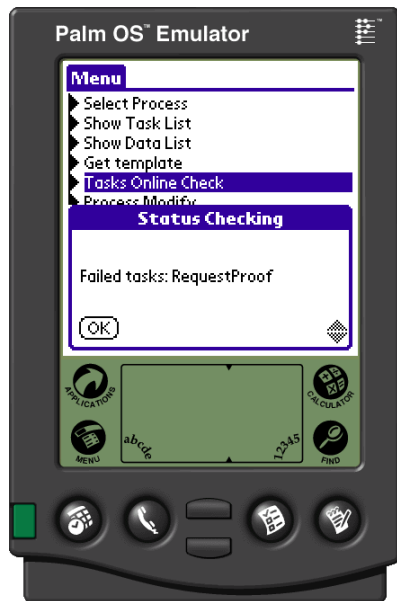 Palm OS™ Emulator
Menu
Select Process
Show Task List
Show Data List
Get template
Tasks Online Check
Process Modify
Status Checking
Failed tasks: RequestProof
OK
APPLICATIONS
CALCULATOR
MENU
abcde
12345
FIND